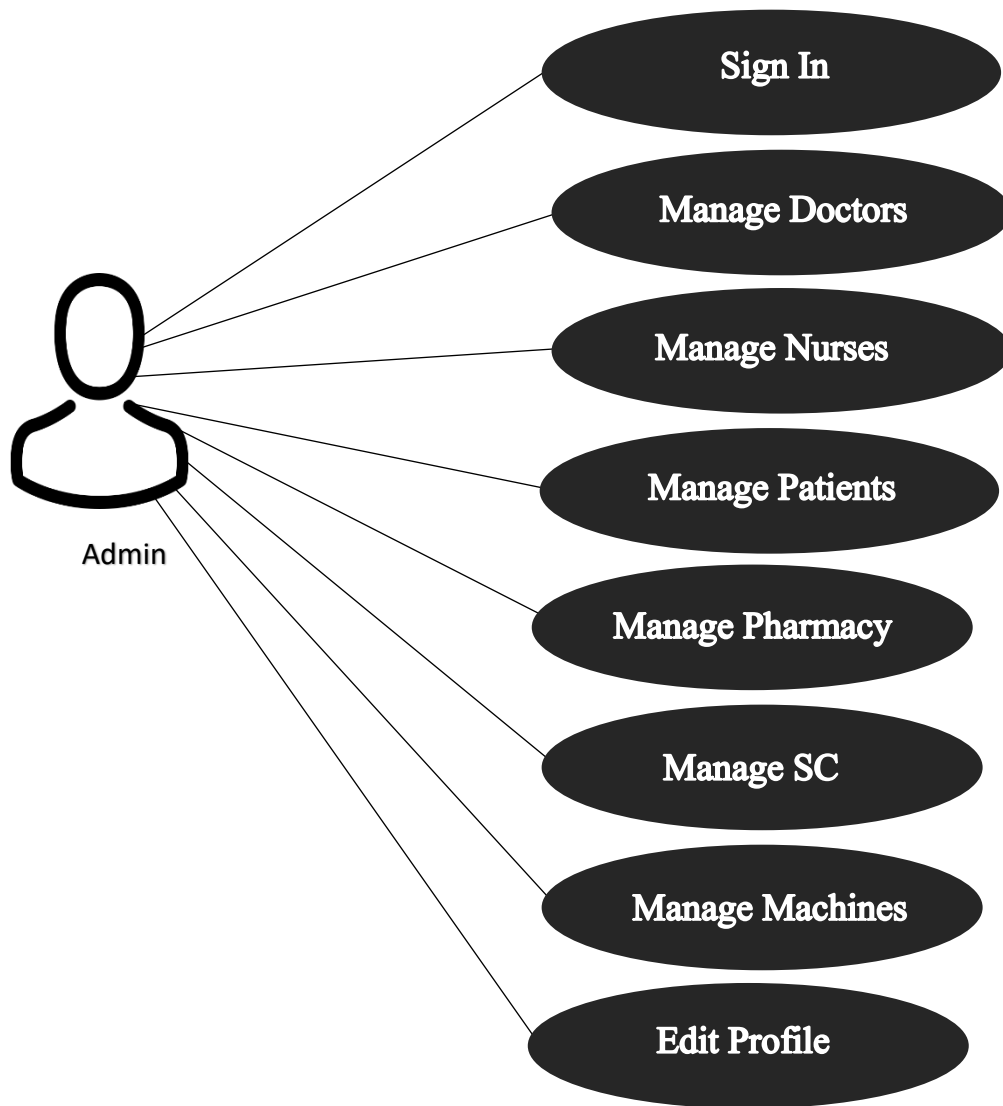 Sign In
Manage Doctors
Manage Nurses
Manage Patients
Admin
Manage Pharmacy
Manage SC
Manage Machines
Edit Profile